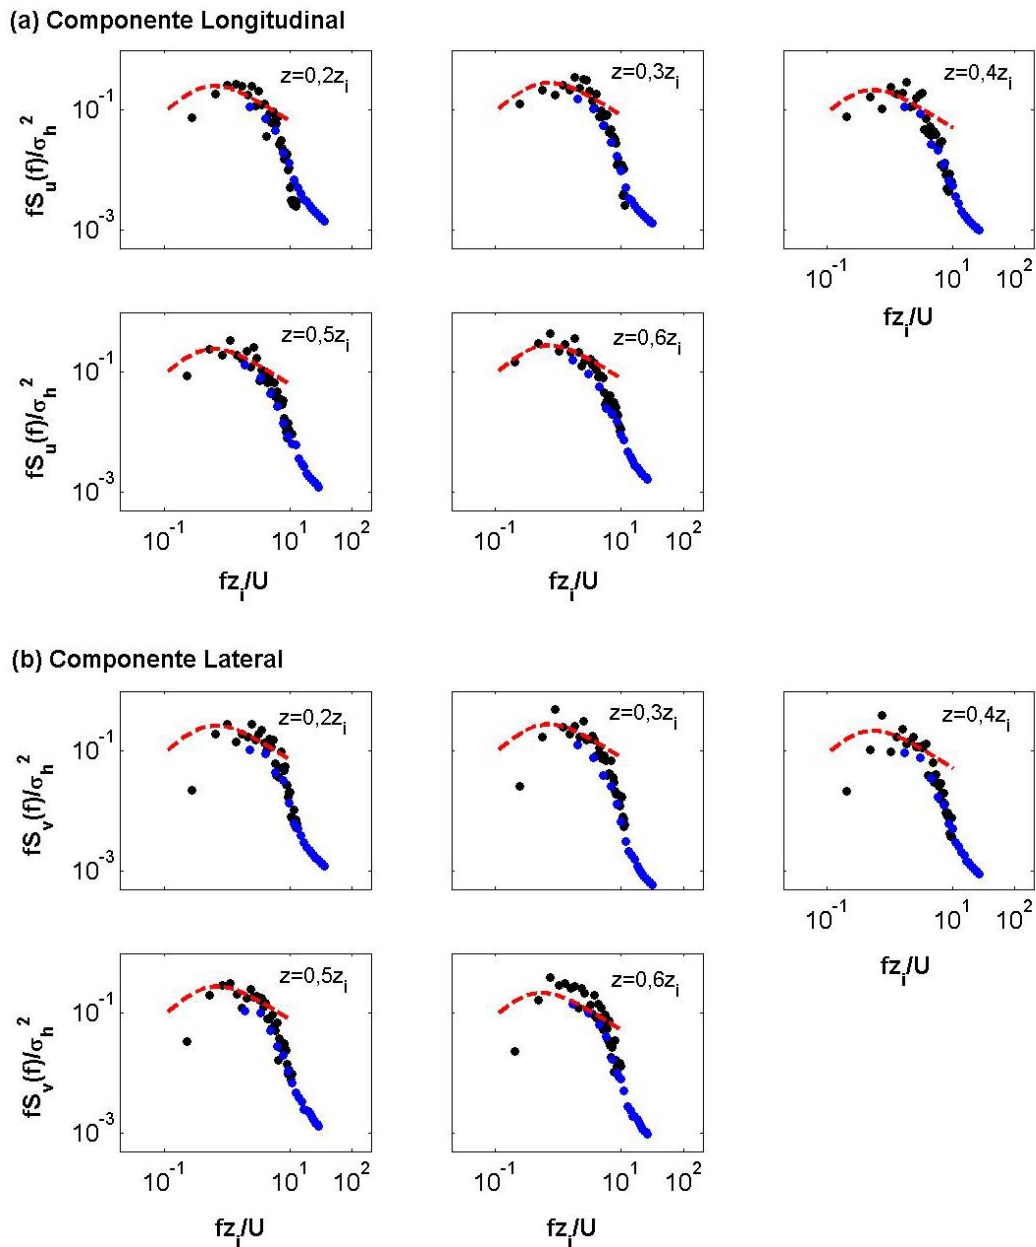 (a) Componente Longitudinal
z=0,2z_i
z=0,3z_i
z=0,4z_i
fS_u(f)/σ_h^2
10^-1
10^-3
10^-1 10^1 10^2
fz_i/U
z=0,5z_i
z=0,6z_i
fS_u(f)/σ_h^2
10^-1
10^-3
10^-1 10^1 10^2
10^-1 10^1 10^2
fz_i/U
fz_i/U
(b) Componente Lateral
z=0,2z_i
z=0,3z_i
z=0,4z_i
fS_v(f)/σ_h^2
10^-1
10^-3
10^-1 10^1 10^2
fz_i/U
z=0,5z_i
z=0,6z_i
fS_v(f)/σ_h^2
10^-1
10^-3
10^-1 10^1 10^2
10^-1 10^1 10^2
fz_i/U
fz_i/U